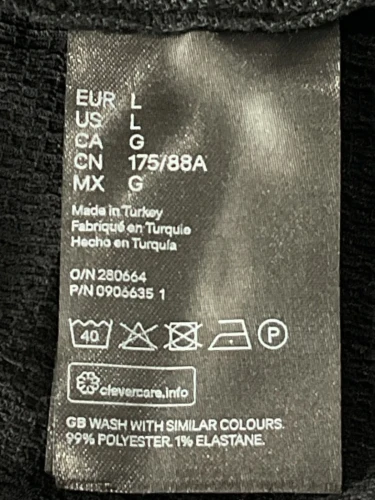 EUR L
US L
CA G
CN 175/88A
MX G
Made in Turkey
Fabriqué en Turquie
Hecho en Turquía
O/N 280664
P/N 0906635 1
40 P
clevercare.info
GB WASH WITH SIMILAR COLOURS.
99% POLYESTER. 1% ELASTANE.